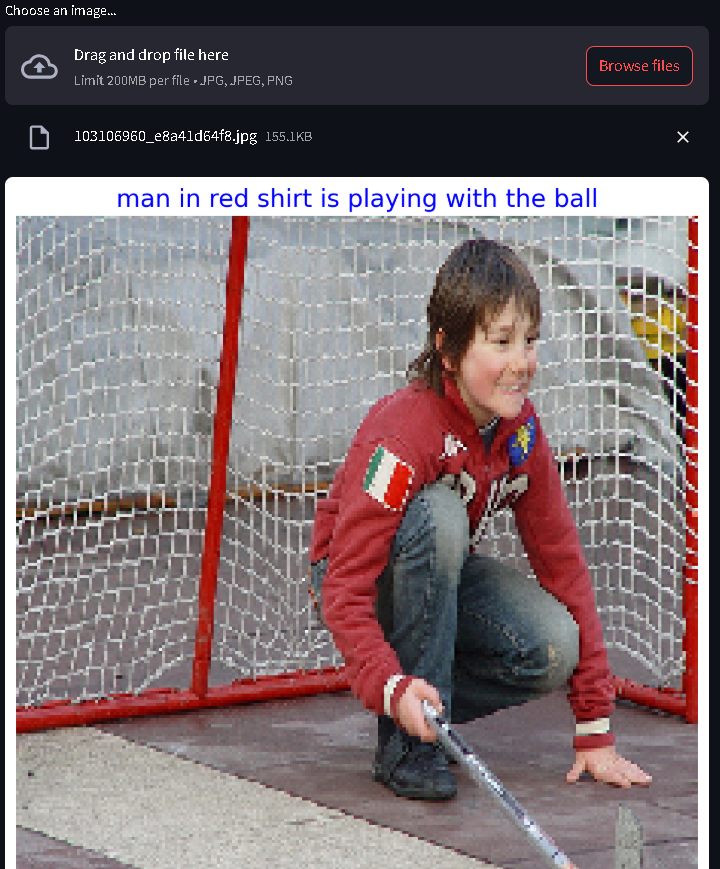 Choose an image...
Drag and drop file here
Limit 200MB per file • JPG, JPEG, PNG
Browse files
103106960_e8a41d64f8.jpg 155.1KB
man in red shirt is playing with the ball